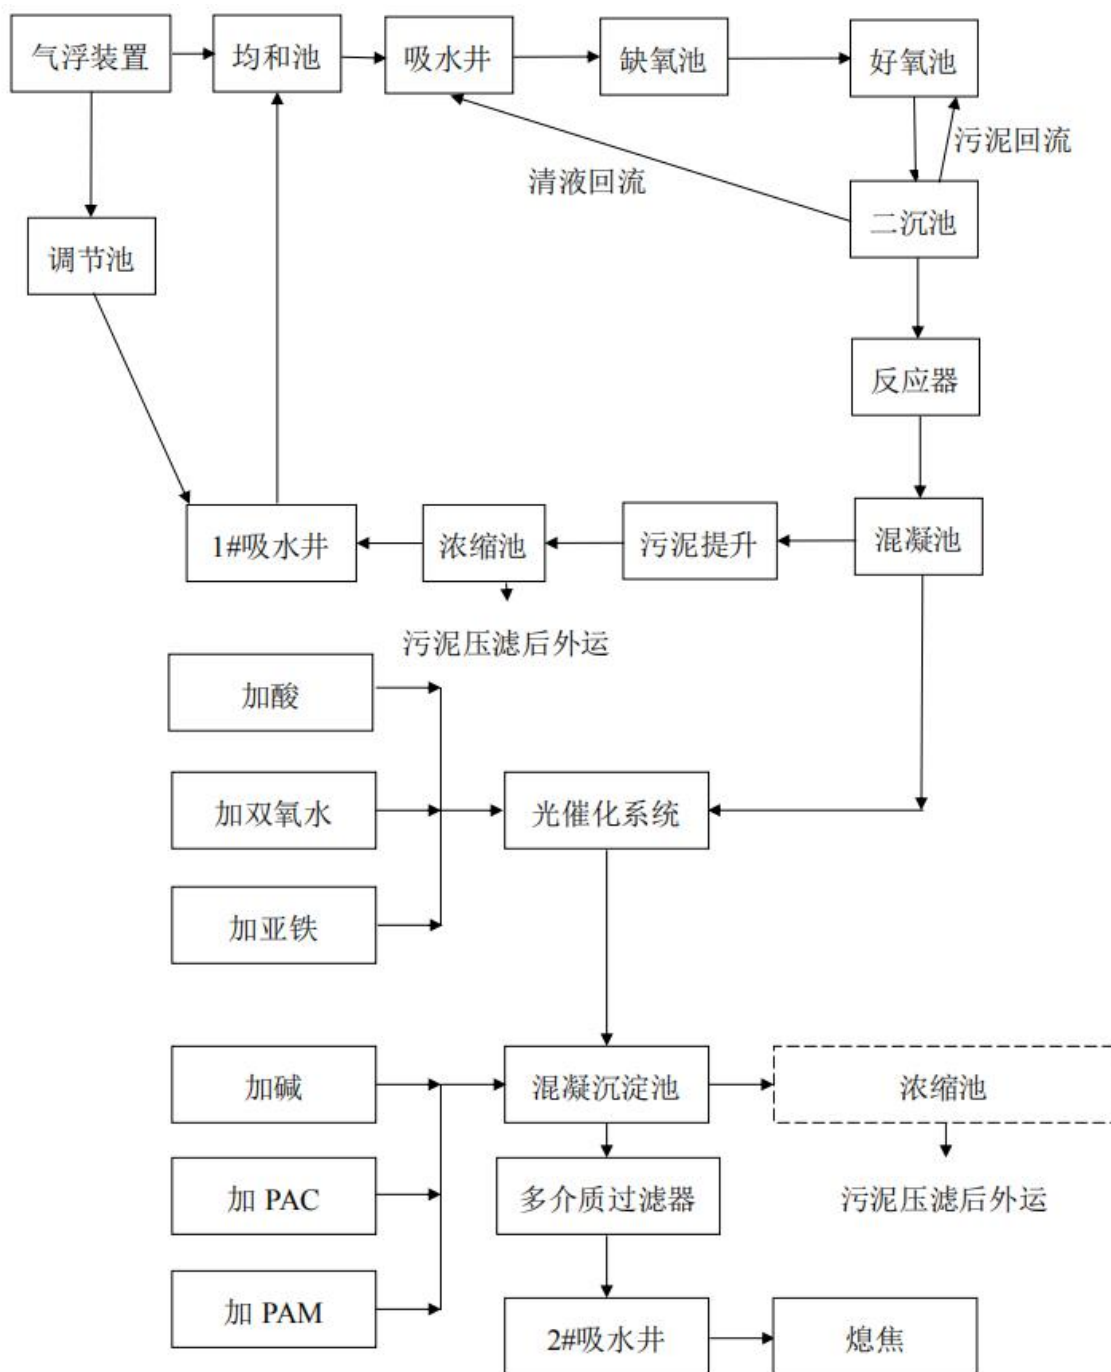 气浮装置
均和池
吸水井
缺氧池
好氧池
污泥回流
清液回流
二沉池
调节池
反应器
1#吸水井
浓缩池
污泥提升
混凝池
污泥压滤后外运
加酸
加双氧水
光催化系统
加亚铁
加碱
混凝沉淀池
浓缩池
加 PAC
多介质过滤器
污泥压滤后外运
加 PAM
2#吸水井
熄焦